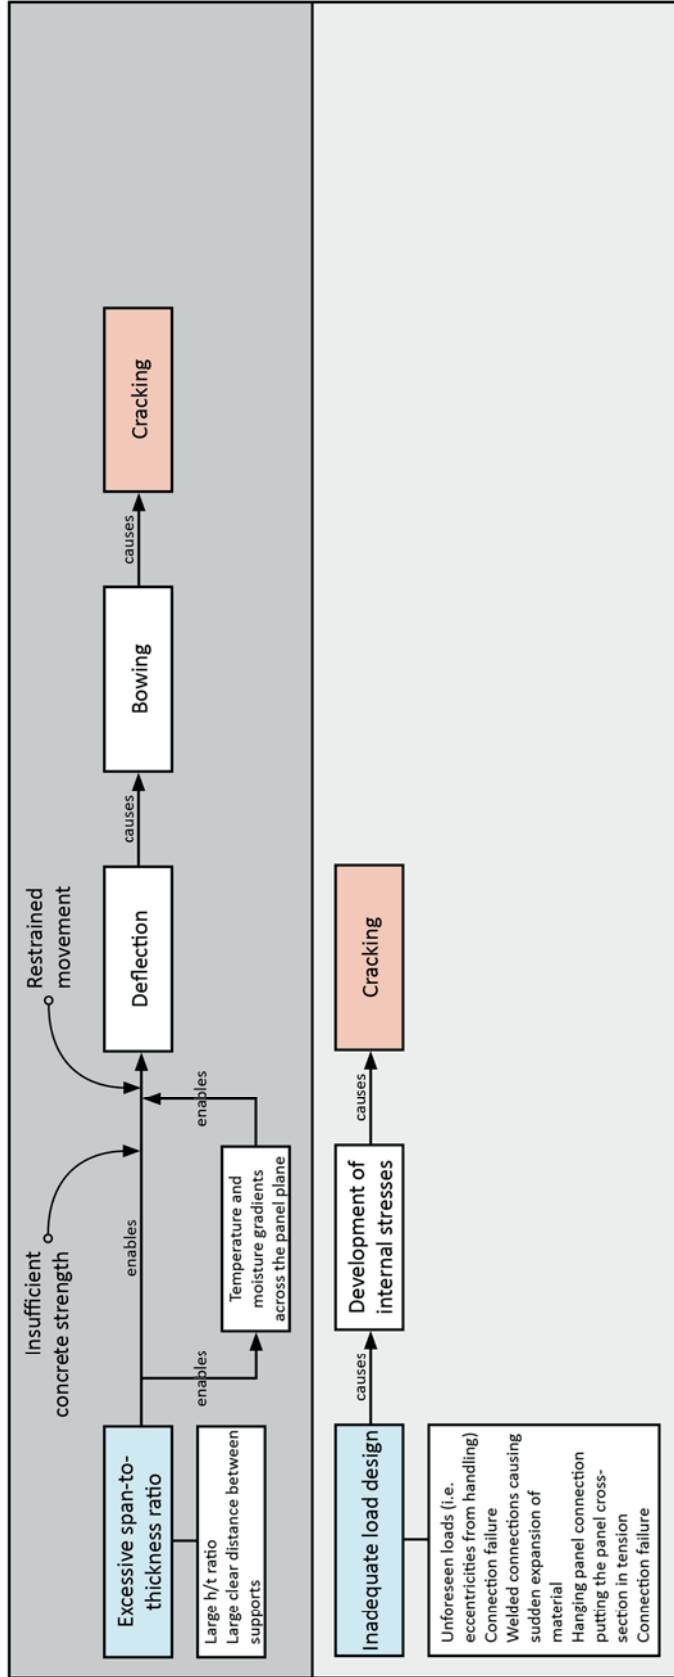 Insufficient
concrete strength
Restrained
movement
Excessive span-to-
thickness ratio
enables
Deflection
causes
Bowing
causes
Cracking
Large h/t ratio
Large clear distance between
supports
enables
Temperature and
moisture gradients
across the panel plane
enables
Inadequate load design
causes
Development of
internal stresses
causes
Cracking
Unforeseen loads (i.e.
eccentricities from handling)
Connection failure
Welded connections causing
sudden expansion of
material
Hanging panel connection
putting the panel cross-
section in tension
Connection failure